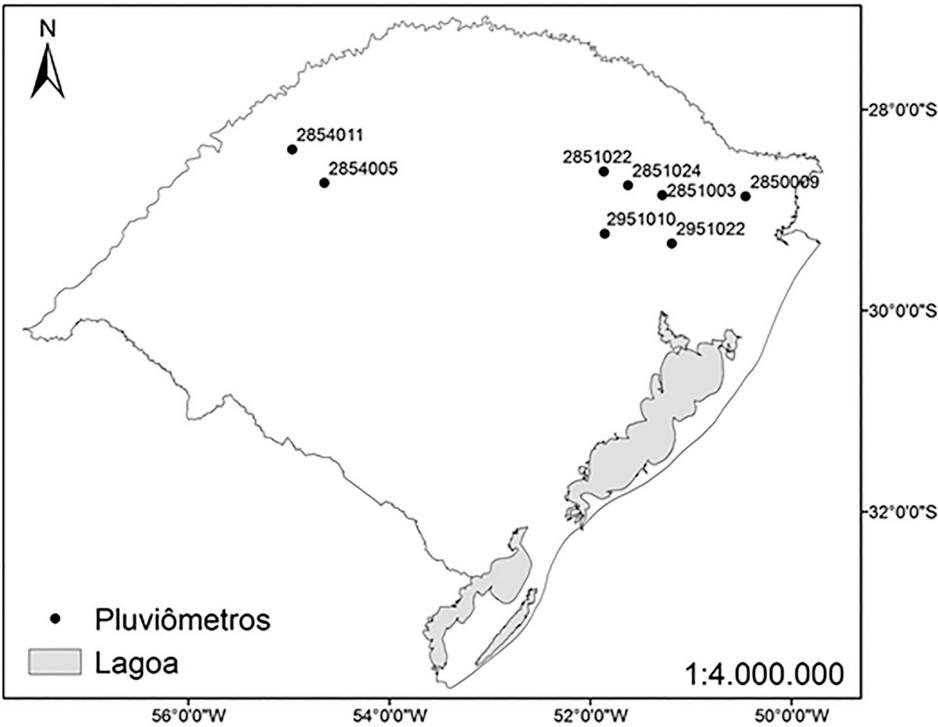 N
28°0'0"S
2854011
2854005
2851022
2851024
2851003
2850009
2951010
2951022
30°0'0"S
32°0'0"S
Pluviômetros
Lagoa
1:4.000.000
56°0'0"W
54°0'0"W
52°0'0"W
50°0'0"W